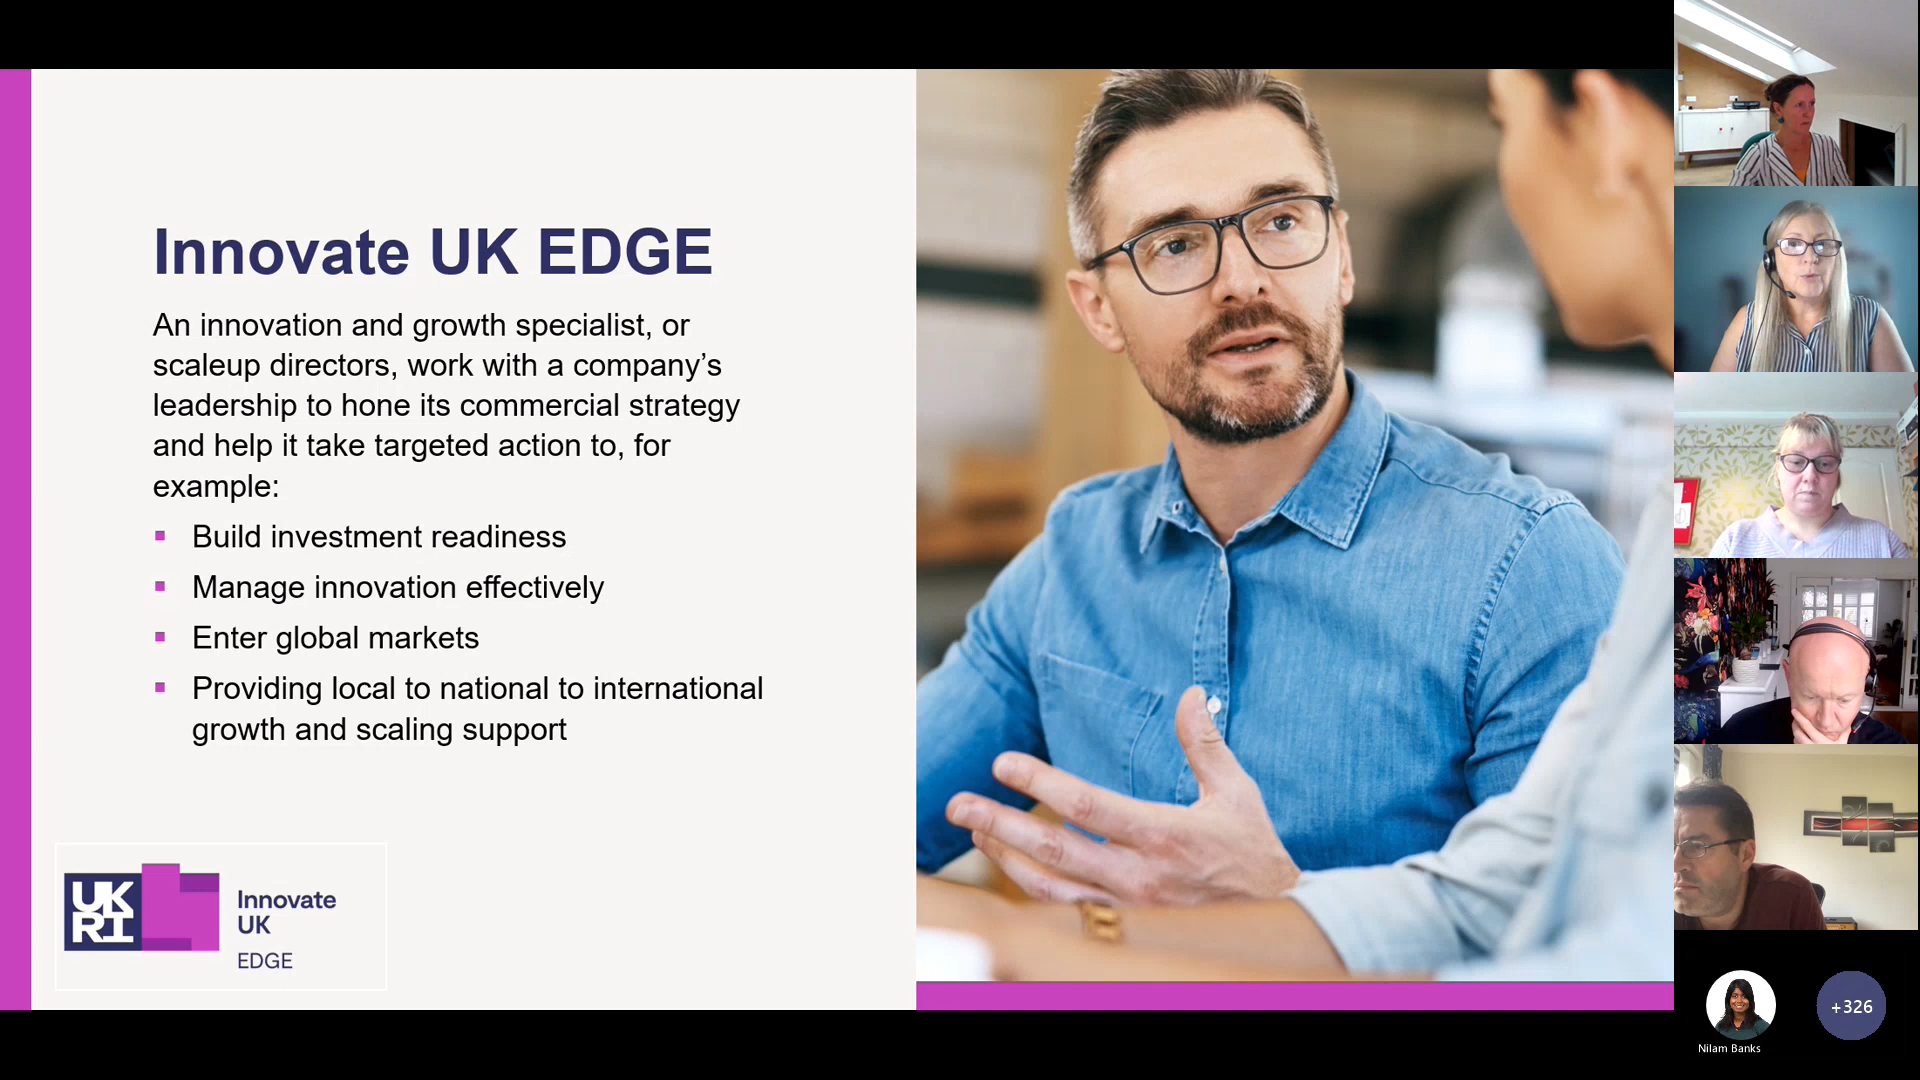 Innovate UK EDGE
An innovation and growth specialist, or
scaleup directors, work with a company’s
leadership to hone its commercial strategy
and help it take targeted action to, for
example:
▪ Build investment readiness
▪ Manage innovation effectively
▪ Enter global markets
▪ Providing local to national to international
growth and scaling support
UK
RI
Innovate
UK
EDGE
+326
Nilam Banks